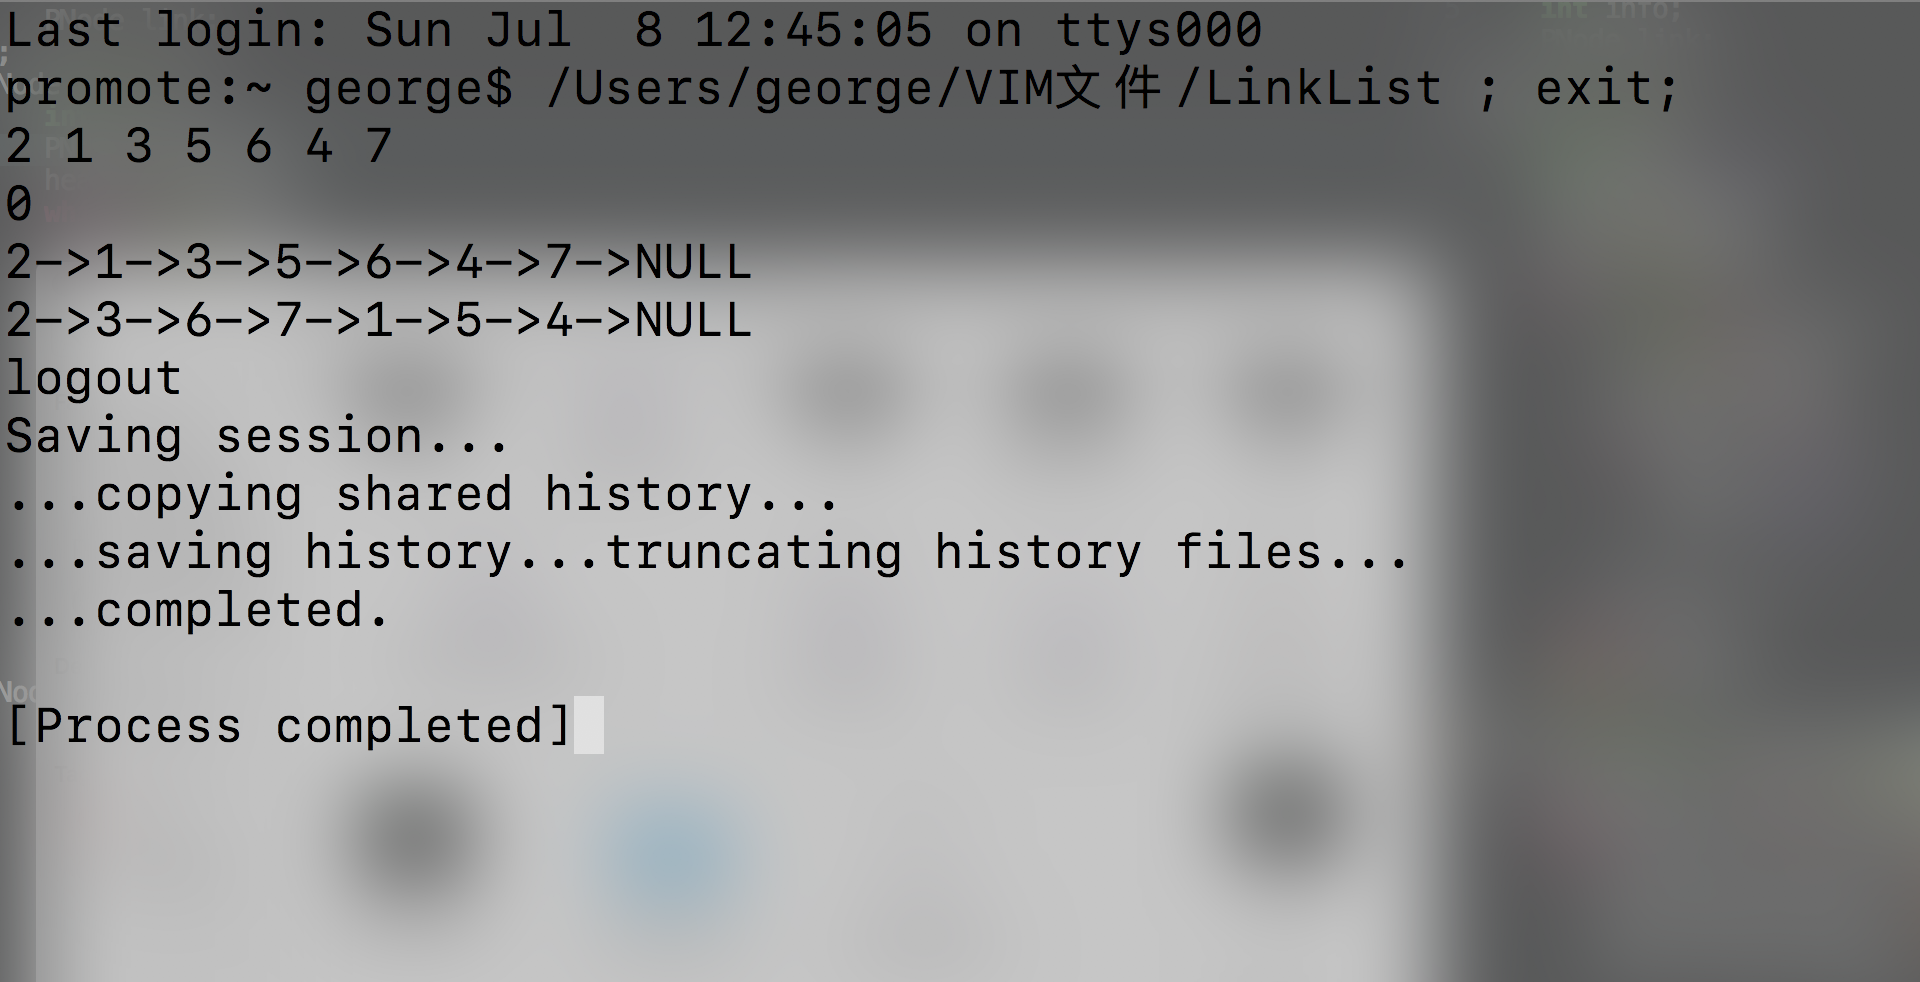 Last login: Sun Jul  8 12:45:05 on ttys000
promote:~ george$ /Users/george/VIM文件/LinkList ; exit;
2 1 3 5 6 4 7
0
2->1->3->5->6->4->7->NULL
2->3->6->7->1->5->4->NULL
logout
Saving session...
...copying shared history...
...saving history...truncating history files...
...completed.
[Process completed]